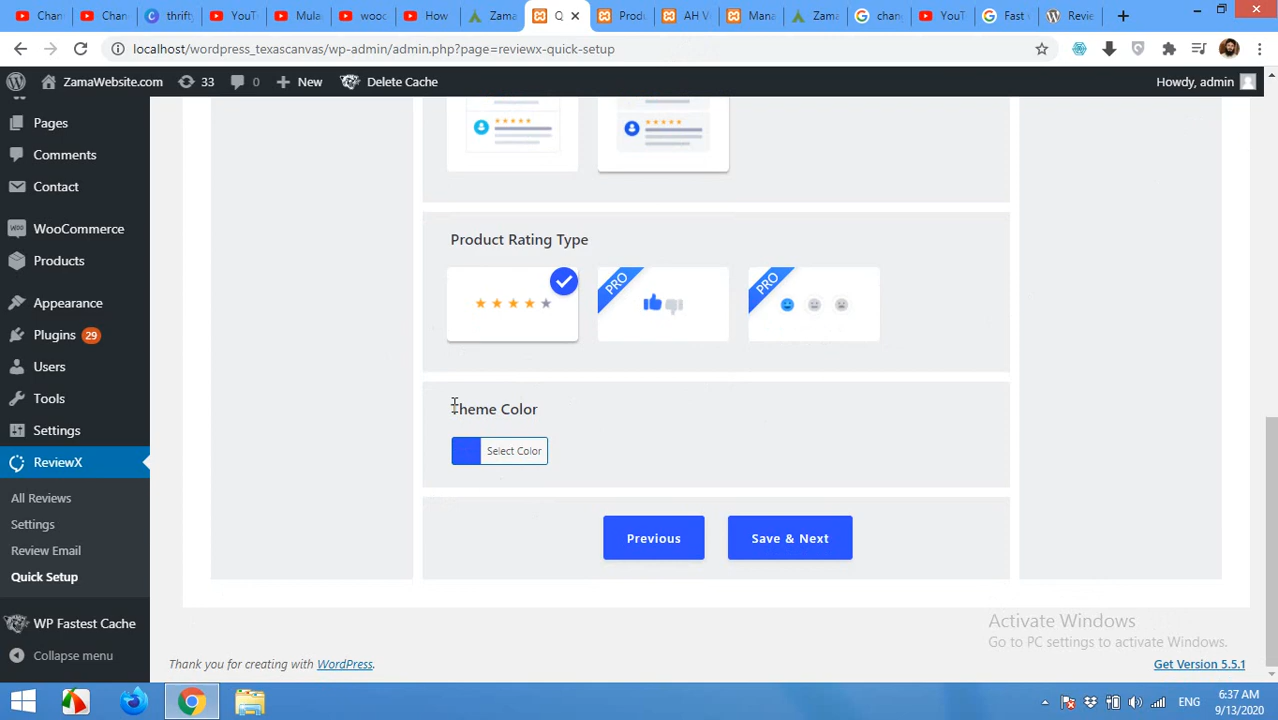 Chan
Chan
thrifty
YouT
Mula
wooc
How
Zama
Q
Produ
AH V
Mana
Zama
chan
YouT
Fast v
Revie
localhost/wordpress_texascanvas/wp-admin/admin.php?page=reviewx-quick-setup
ZamaWebsite.com 33 0 New Delete Cache Howdy, admin
Pages
Comments
Contact
WooCommerce
Products
Appearance
Plugins 29
Users
Tools
Settings
ReviewX
All Reviews
Settings
Review Email
Quick Setup
WP Fastest Cache
Collapse menu
Product Rating Type
PRO
PRO
Theme Color
Select Color
Previous Save & Next
Activate Windows
Go to PC settings to activate Windows.
Thank you for creating with WordPress. Get Version 5.5.1
ENG
6:37 AM
9/13/2020